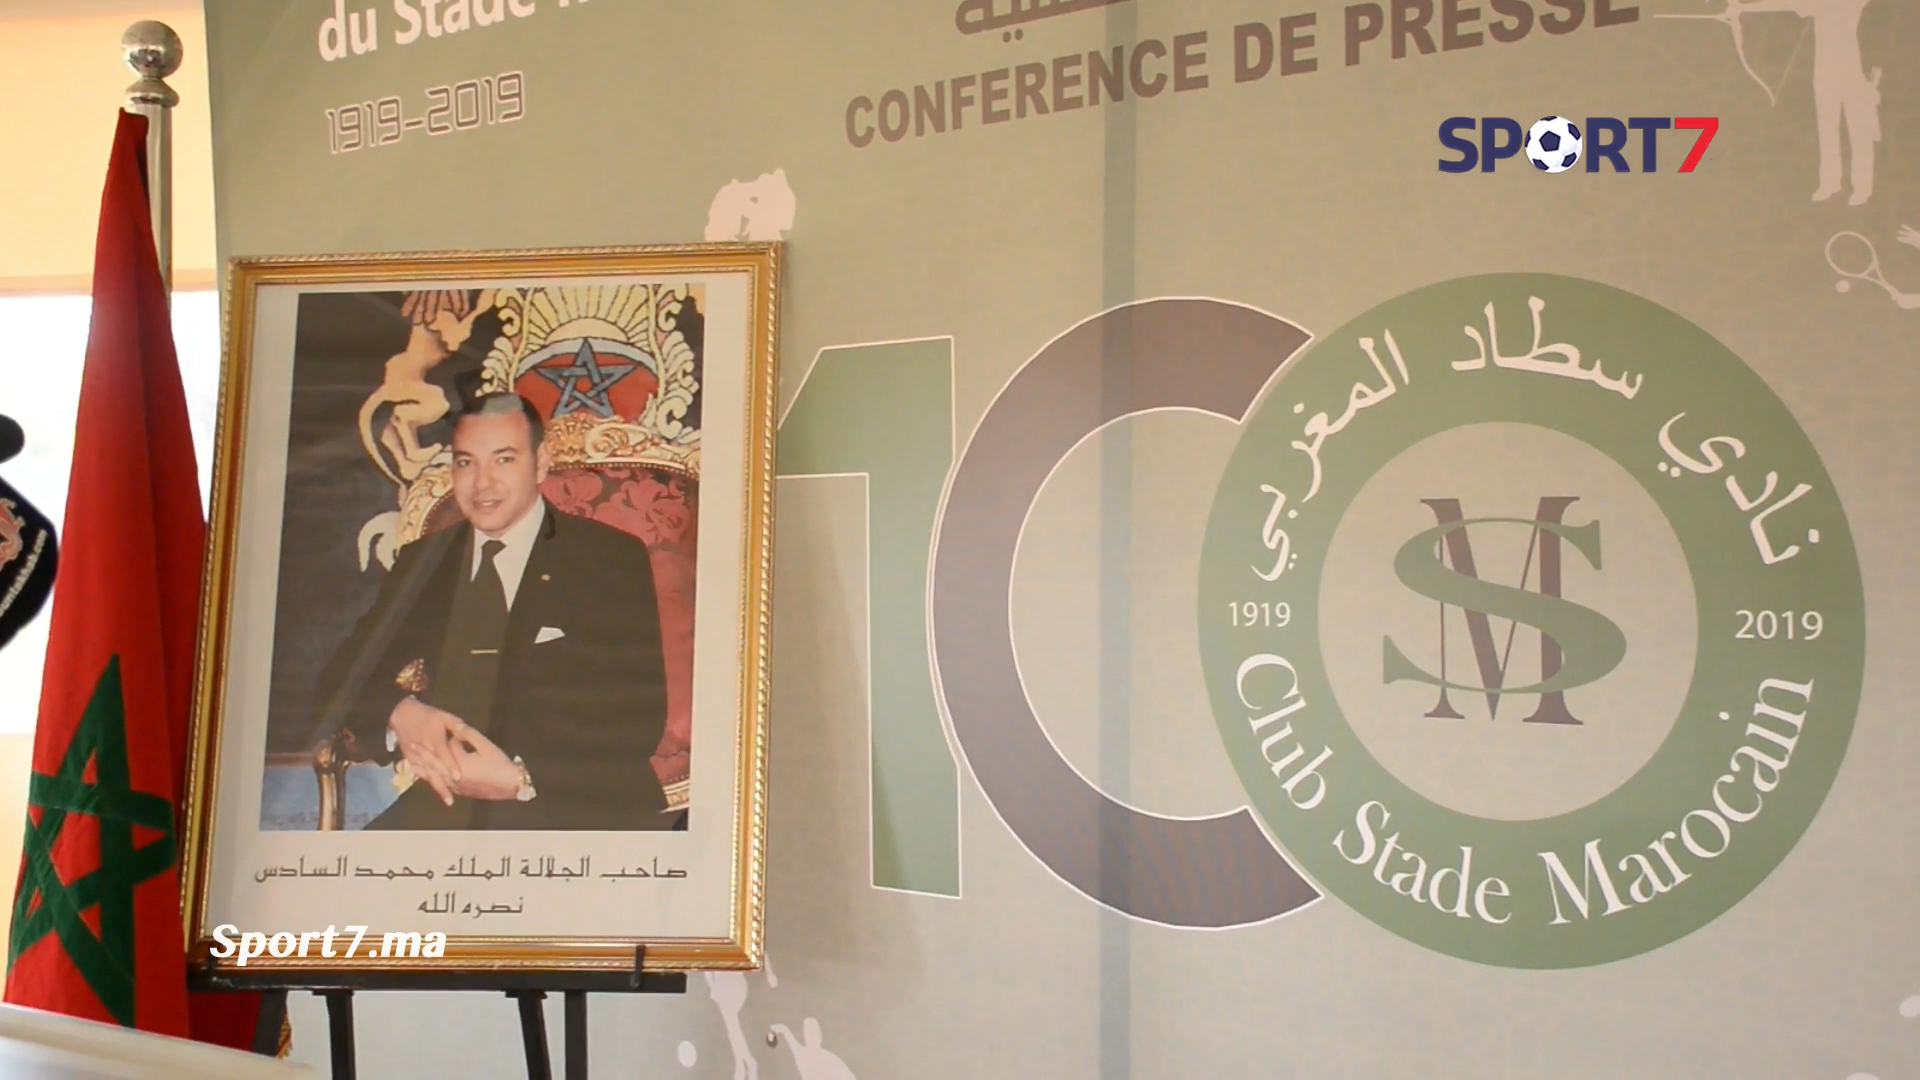 du Stade
1919-2019
CONFERENCE DE PRESSE
SPORT7
نادي سطاد المغربي
1919
2019
SM
Club Stade Marocain
صاحب الجلالة الملك محمد السادس
نصره الله
Sport7.ma